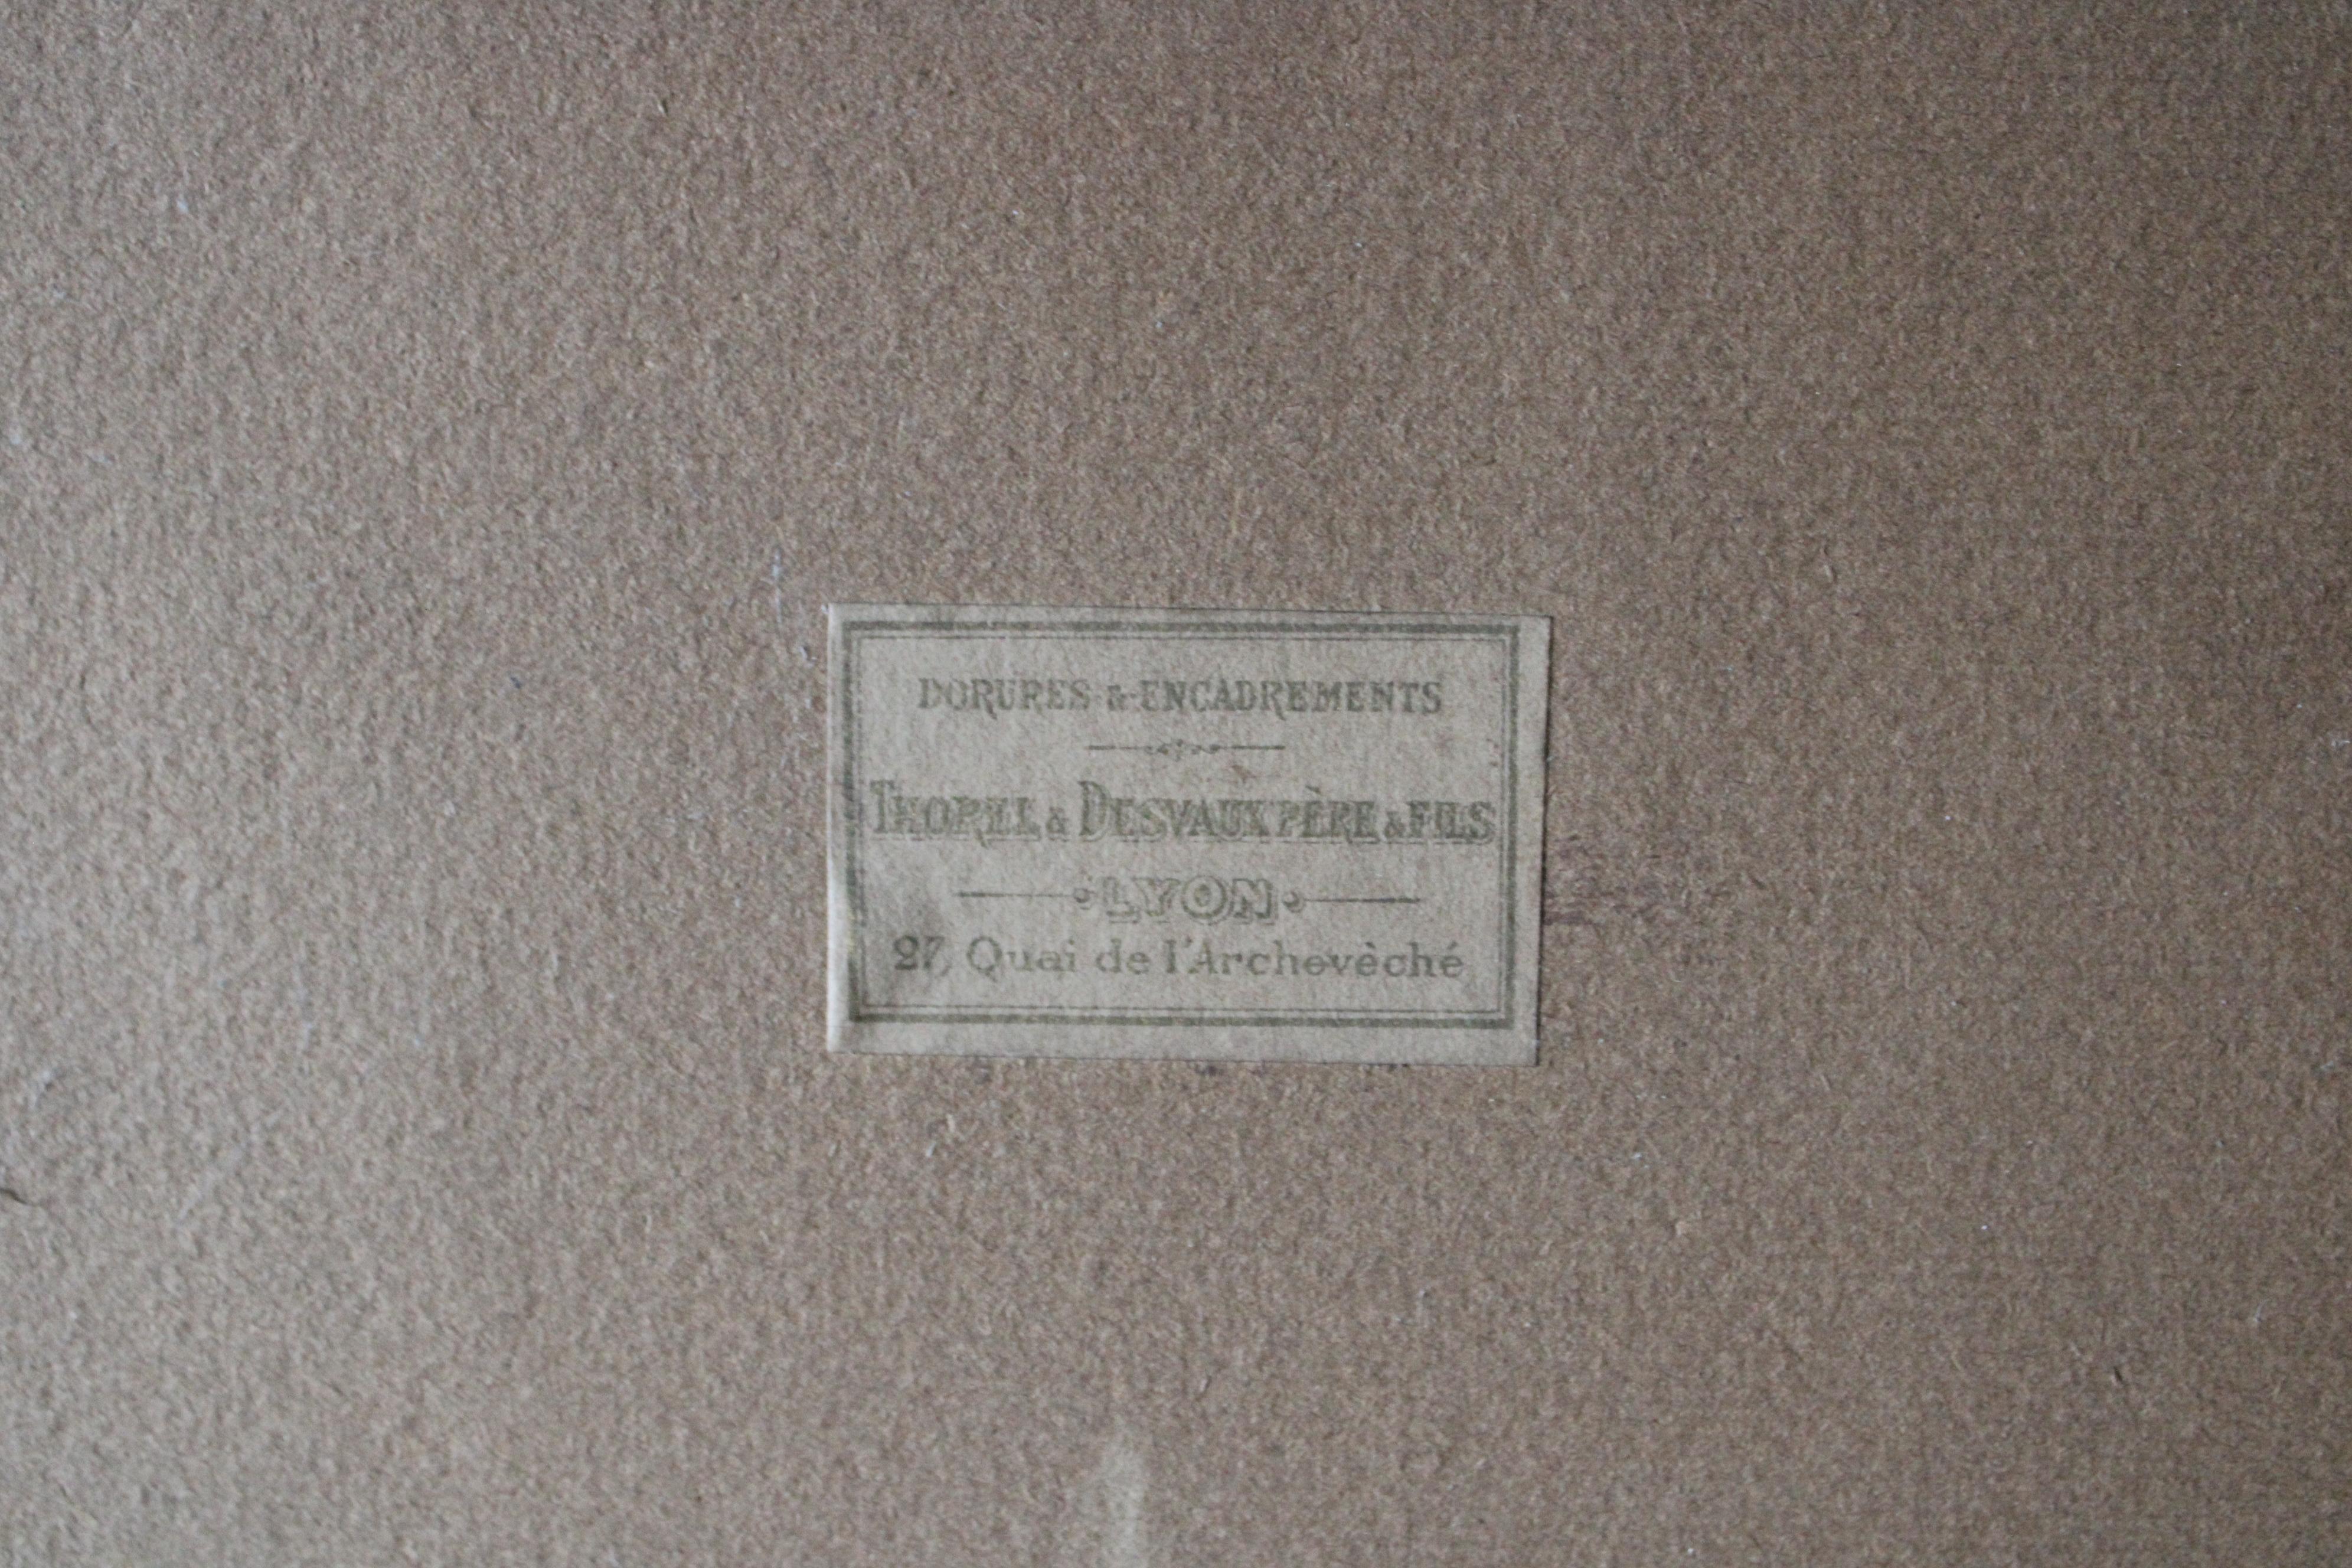 DORURES & ENCADREMENTS
THOREL & DESVAUX PÈRE & FILS
LYON
27, Quai de l'Archevèché